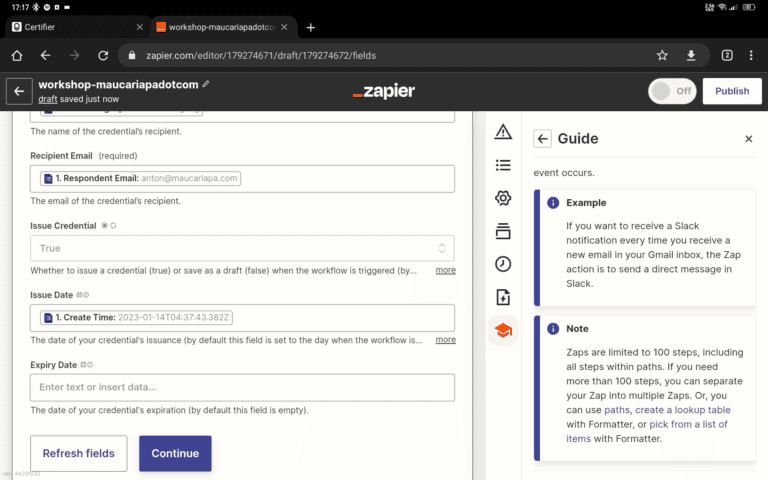 17:17
Certifier
workshop-maucariapadotcom
zapier.com/editor/179274671/draft/179274672/fields
2
workshop-maucariapadotcom
draft saved just now
zapier
Off
Publish
The name of the credential's recipient.
Recipient Email (required)
1. Respondent Email: anton@maucariapa.com
The email of the credential's recipient.
Issue Credential
True
Whether to issue a credential (true) or save as a draft (false) when the workflow is triggered (by... more
Issue Date
1. Create Time: 2023-01-14T04:37:43.382Z
The date of your credential's issuance (by default this field is set to the day when the workflow is... more
Expiry Date
Enter text or insert data...
The date of your credential's expiration (by default this field is empty).
Refresh fields
Continue
Guide
event occurs.
Example
If you want to receive a Slack
notification every time you receive a
new email in your Gmail inbox, the Zap
action is to send a direct message in
Slack.
Note
Zaps are limited to 100 steps, including
all steps within paths. If you need
more than 100 steps, you can separate
your Zap into multiple Zaps. Or, you
can use paths, create a lookup table
with Formatter, or pick from a list of
items with Formatter.